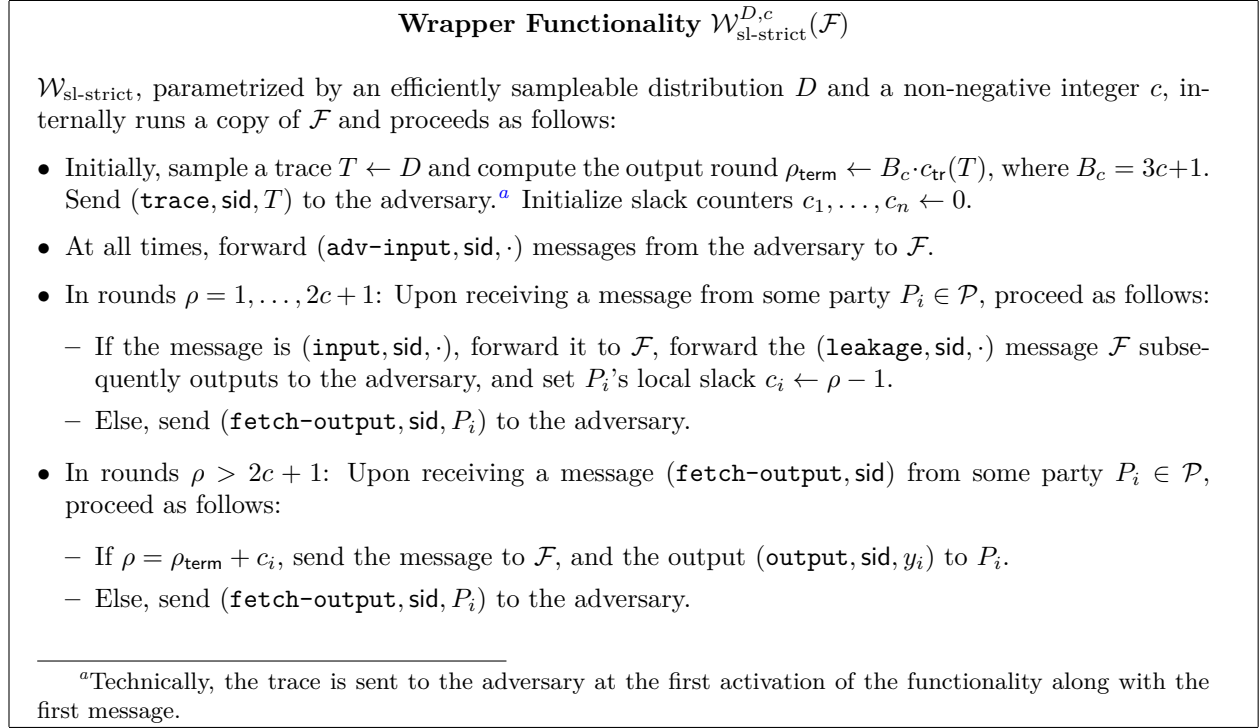 Wrapper Functionality 𝒲^{D,c}_{sl-strict}(ℱ)
𝒲_{sl-strict}, parametrized by an efficiently sampleable distribution D and a non-negative integer c, in-
ternally runs a copy of ℱ and proceeds as follows:
• Initially, sample a trace T ← D and compute the output round ρ_{term} ← B_c·c_{tr}(T), where B_c = 3c+1.
Send (trace, sid, T) to the adversary.^a Initialize slack counters c_1, . . . , c_n ← 0.
• At all times, forward (adv-input, sid, ·) messages from the adversary to ℱ.
• In rounds ρ = 1, . . . , 2c + 1: Upon receiving a message from some party P_i ∈ 𝒫, proceed as follows:
– If the message is (input, sid, ·), forward it to ℱ, forward the (leakage, sid, ·) message ℱ subse-
quently outputs to the adversary, and set P_i's local slack c_i ← ρ − 1.
– Else, send (fetch-output, sid, P_i) to the adversary.
• In rounds ρ > 2c + 1: Upon receiving a message (fetch-output, sid) from some party P_i ∈ 𝒫,
proceed as follows:
– If ρ = ρ_{term} + c_i, send the message to ℱ, and the output (output, sid, y_i) to P_i.
– Else, send (fetch-output, sid, P_i) to the adversary.
^aTechnically, the trace is sent to the adversary at the first activation of the functionality along with the
first message.